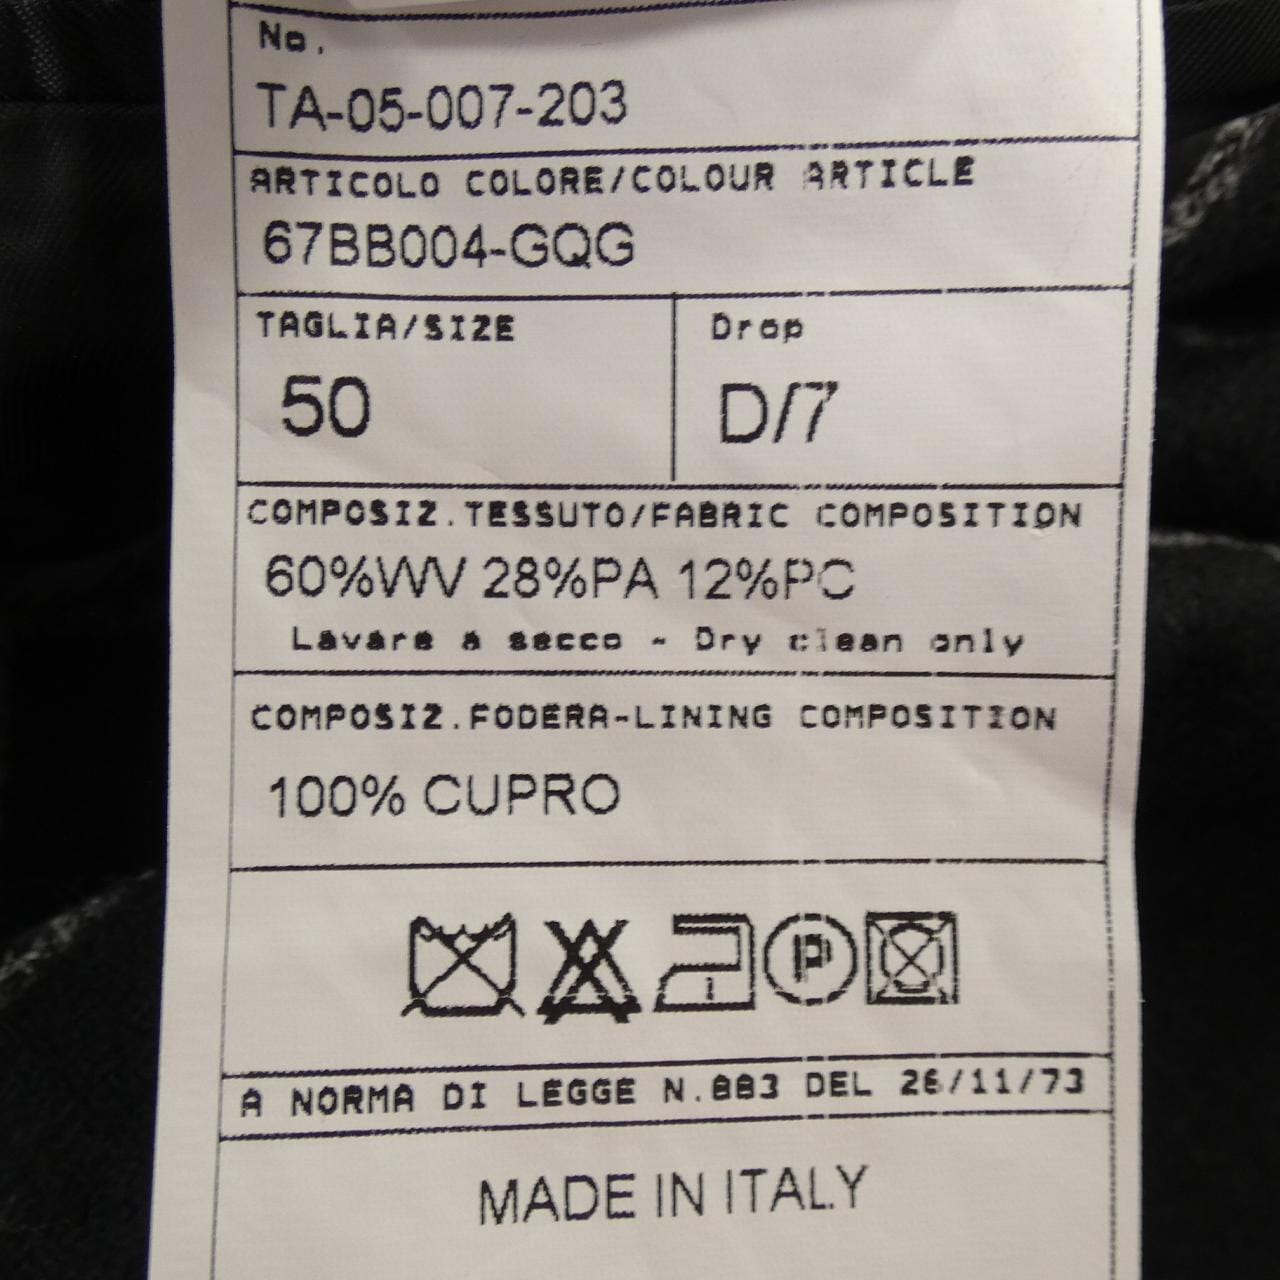 No.
TA-05-007-203
ARTICOLO COLORE/COLOUR ARTICLE
67BB004-GQG
TAGLIA/SIZE
Drop
50
D/7
COMPOSIZ.TESSUTO/FABRIC COMPOSITION
60%WV 28%PA 12%PC
Lavare a secco - Dry clean only
COMPOSIZ.FODERA-LINING COMPOSITION
100% CUPRO
P
A NORMA DI LEGGE N.883 DEL 26/11/73
MADE IN ITALY